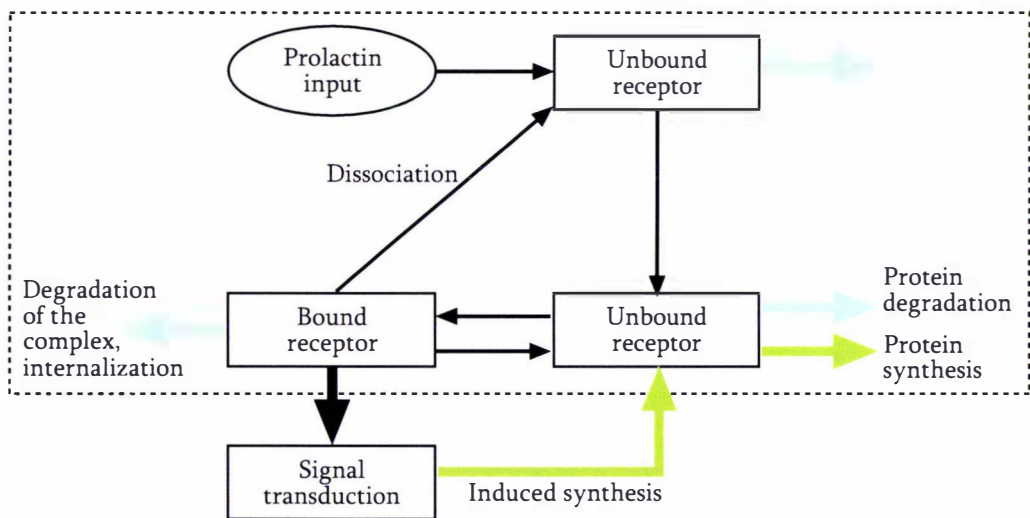 Prolactin
input
Unbound
receptor
Dissociation
Degradation
of the
complex,
internalization
Bound
receptor
Unbound
receptor
Protein
degradation
Protein
synthesis
Signal
transduction
Induced synthesis